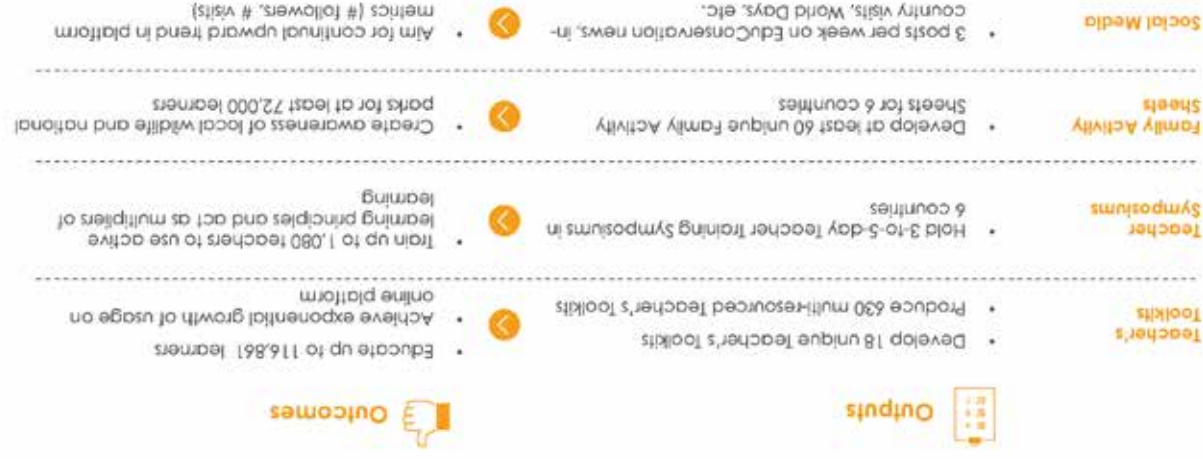 Outputs
Outcomes
Teacher's
Toolkits
• Develop 18 unique Teacher's Toolkits
• Produce 630 multi-resourced Teacher's Toolkits
• Educate up to 116,861 learners
• Achieve exponential growth of usage on
online platform
Teacher
Symposiums
• Hold 3-to-5-day Teacher Training Symposiums in
6 countries
• Train up to 1,080 teachers to use active
learning principles and act as multipliers of
learning
Family Activity
Sheets
• Develop at least 60 unique Family Activity
Sheets for 6 countries
• Create awareness of local wildlife and national
parks for at least 72,000 learners
Social Media
• 3 posts per week on EduConservation news, in-
country visits, World Days, etc.
• Aim for continual upward trend in platform
metrics (# followers, # visits)